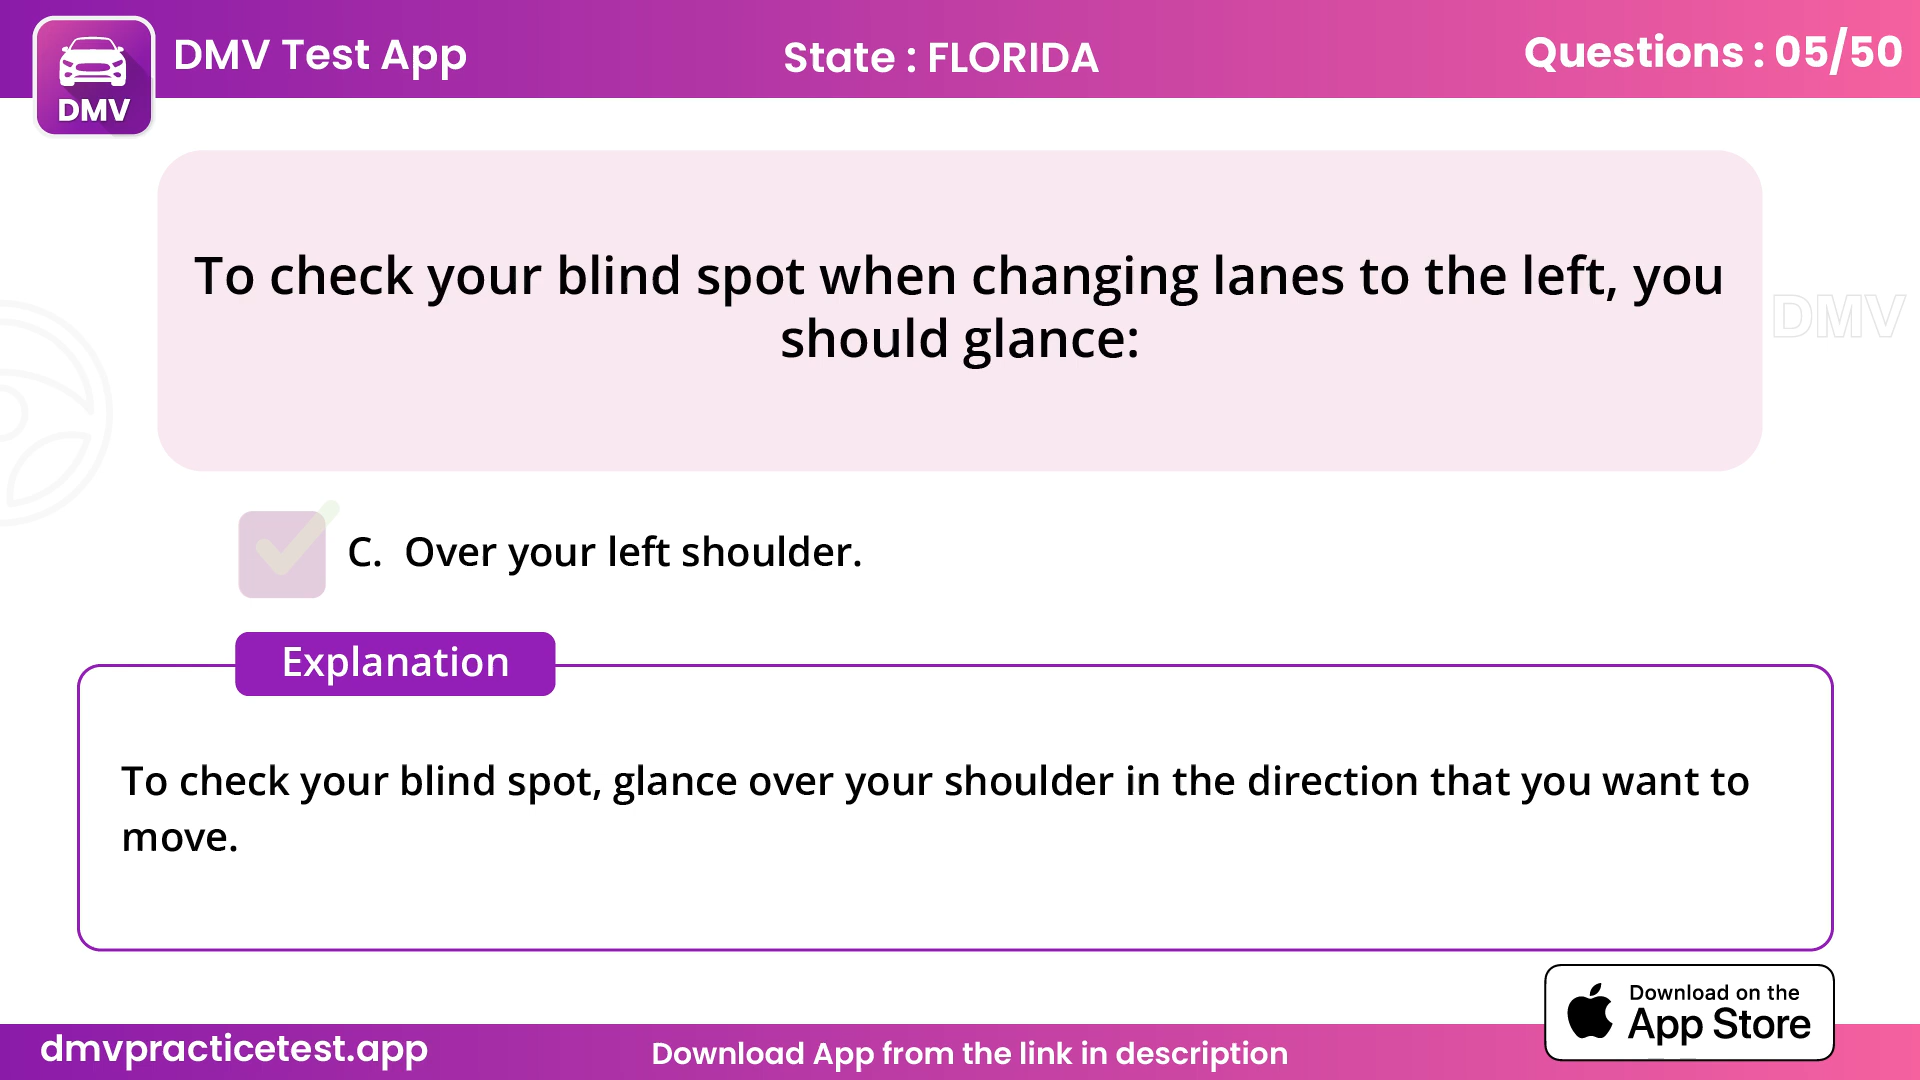 DMV Test App
State : FLORIDA
Questions : 05/50
DMV
To check your blind spot when changing lanes to the left, you
should glance:
DMV
C. Over your left shoulder.
Explanation
To check your blind spot, glance over your shoulder in the direction that you want to
move.
Download on the
App Store
dmvpracticetest.app
Download App from the link in description